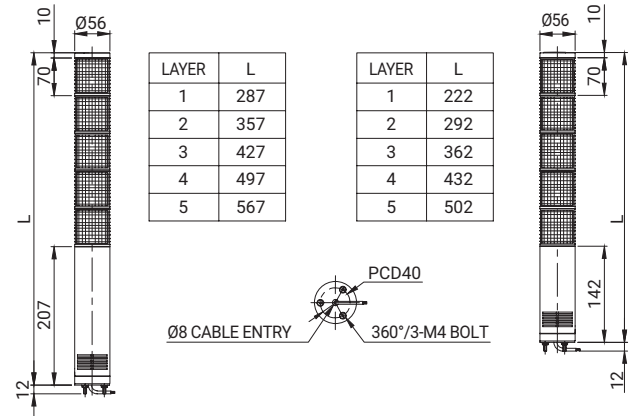 Ø56
10
70
L
207
12
LAYER L
1 287
2 357
3 427
4 497
5 567
LAYER L
1 222
2 292
3 362
4 432
5 502
PCD40
Ø8 CABLE ENTRY
360°/3-M4 BOLT
Ø56
10
70
L
142
12